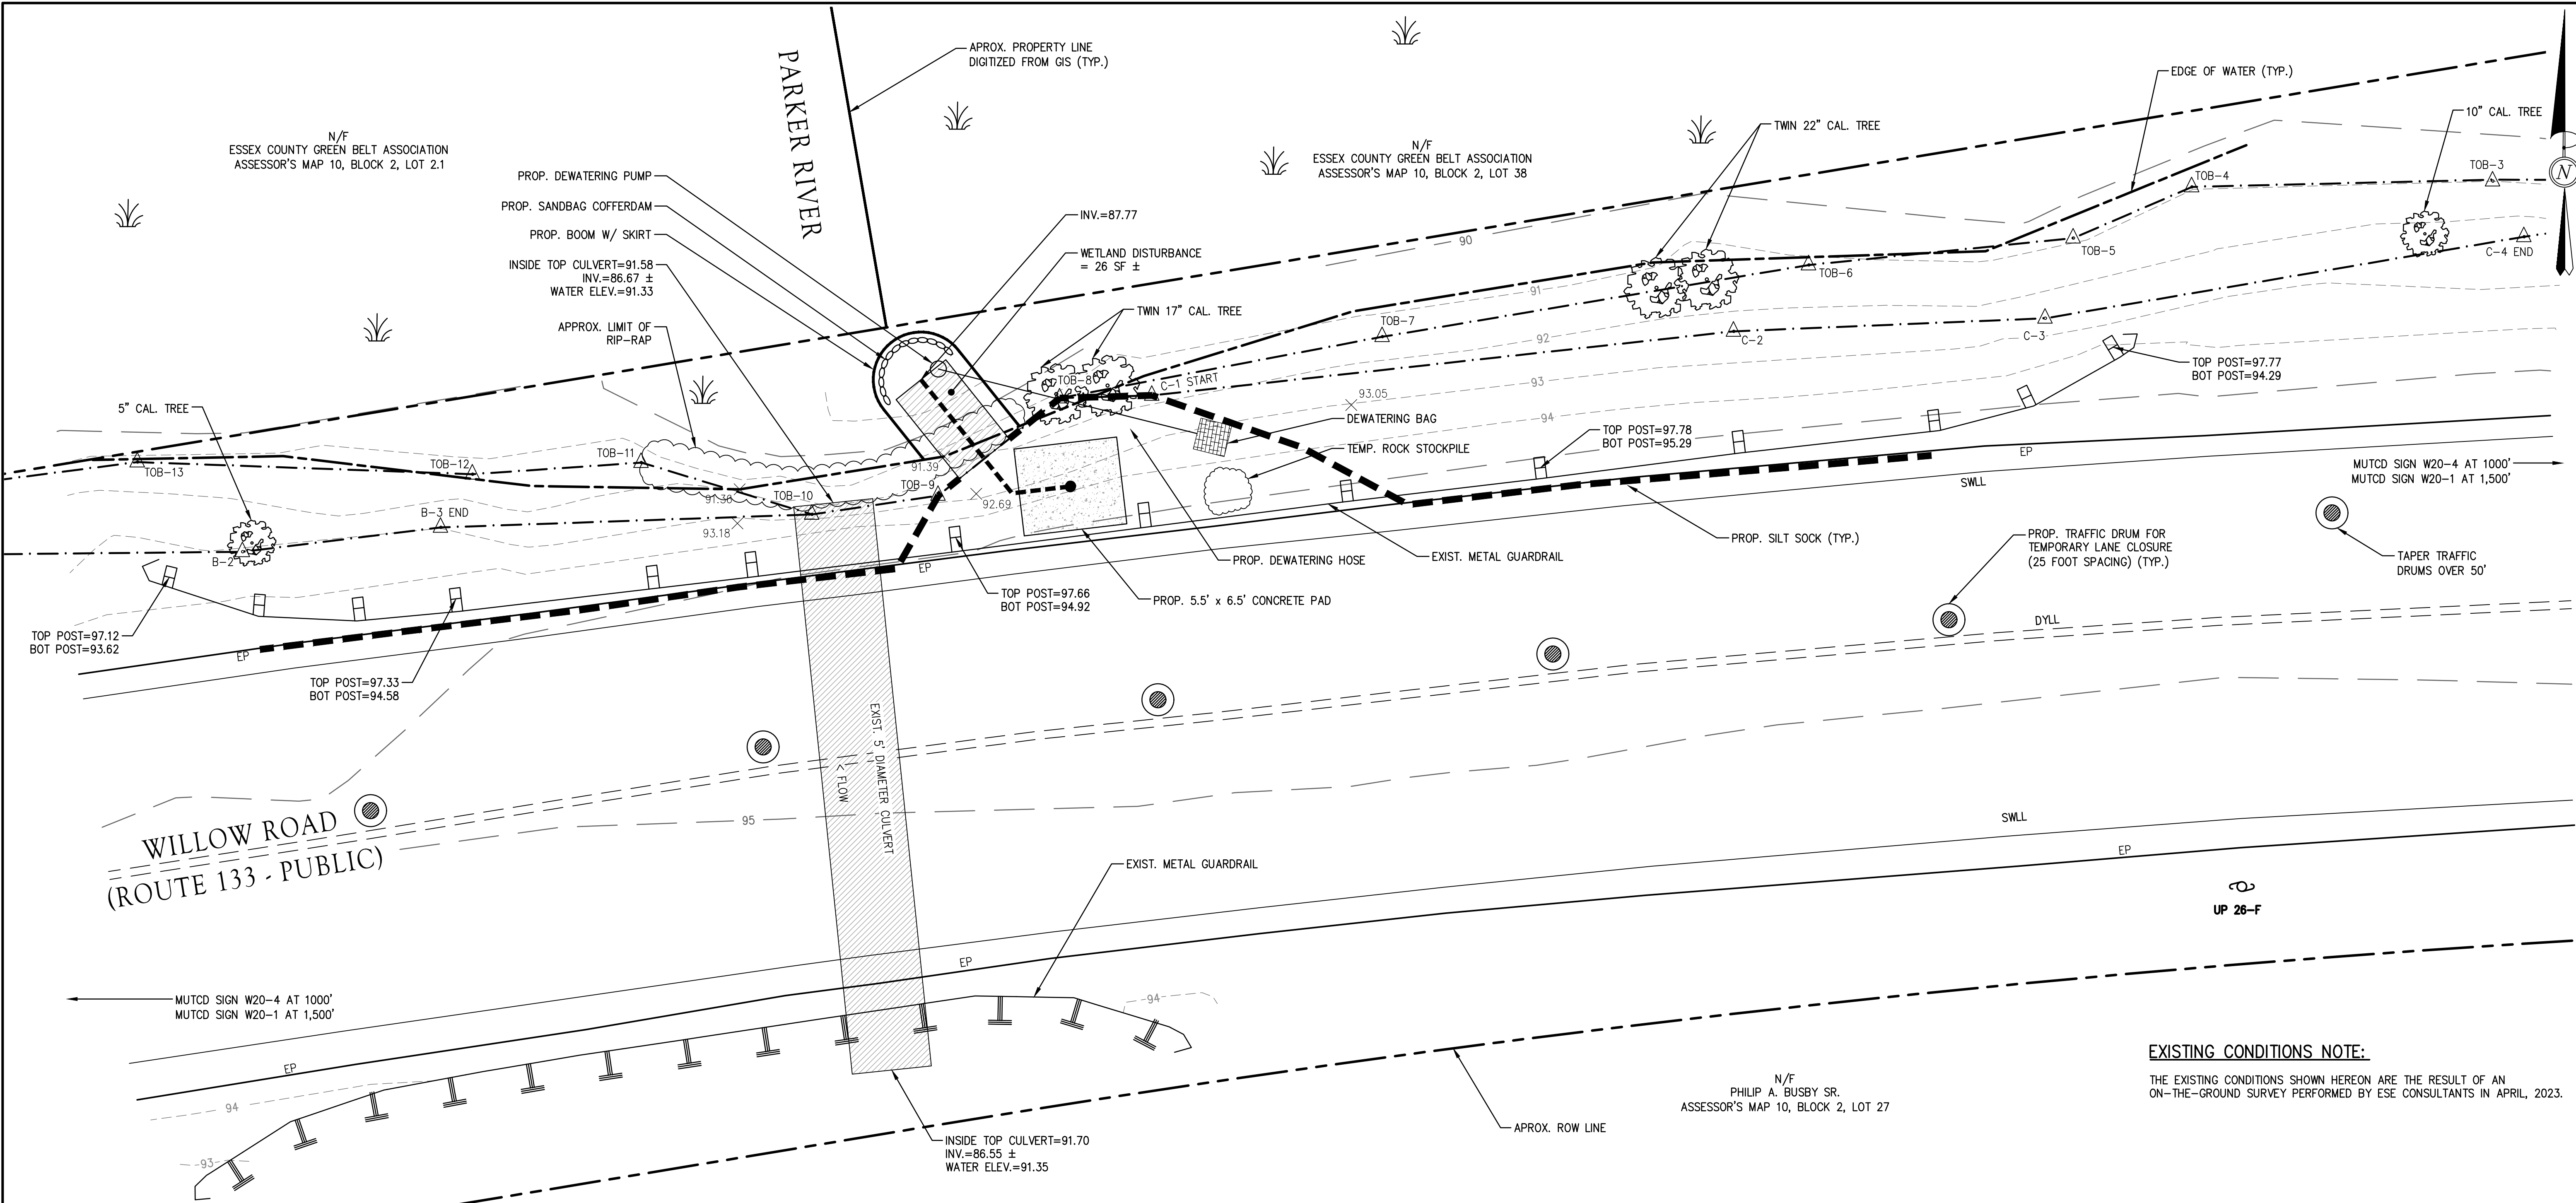 APROX. PROPERTY LINE
DIGITIZED FROM GIS (TYP.)
PARKER RIVER
EDGE OF WATER (TYP.)
10" CAL. TREE
TWIN 22" CAL. TREE
N/F
ESSEX COUNTY GREEN BELT ASSOCIATION
ASSESSOR'S MAP 10, BLOCK 2, LOT 2.1
N/F
ESSEX COUNTY GREEN BELT ASSOCIATION
ASSESSOR'S MAP 10, BLOCK 2, LOT 38
N
TOB-3
TOB-4
TOB-5
C-4 END
TOB-6
PROP. DEWATERING PUMP
PROP. SANDBAG COFFERDAM
PROP. BOOM W/ SKIRT
INSIDE TOP CULVERT=91.58
INV.=86.67 ±
WATER ELEV.=91.33
APPROX. LIMIT OF
RIP-RAP
INV.=87.77
WETLAND DISTURBANCE
= 26 SF ±
TWIN 17" CAL. TREE
90
91
92
93
94
TOB-7
TOB-8
C-1 START
C-2
C-3
93.05
TOP POST=97.77
BOT POST=94.29
5" CAL. TREE
DEWATERING BAG
TEMP. ROCK STOCKPILE
TOP POST=97.78
BOT POST=95.29
TOB-13
TOB-12
TOB-11
TOB-10
TOB-9
91.39
91.36
92.69
93.18
B-3 END
B-2
EP
SWLL
MUTCD SIGN W20-4 AT 1000'
MUTCD SIGN W20-1 AT 1,500'
PROP. SILT SOCK (TYP.)
PROP. TRAFFIC DRUM FOR
TEMPORARY LANE CLOSURE
(25 FOOT SPACING) (TYP.)
TAPER TRAFFIC
DRUMS OVER 50'
PROP. DEWATERING HOSE
EXIST. METAL GUARDRAIL
EP
TOP POST=97.66
BOT POST=94.92
PROP. 5.5' x 6.5' CONCRETE PAD
TOP POST=97.12
BOT POST=93.62
EP
TOP POST=97.33
BOT POST=94.58
DYLL
EXIST. 5' DIAMETER CULVERT
< FLOW
95
WILLOW ROAD
(ROUTE 133 - PUBLIC)
SWLL
EP
EXIST. METAL GUARDRAIL
UP 26-F
EP
94
MUTCD SIGN W20-4 AT 1000'
MUTCD SIGN W20-1 AT 1,500'
EP
94
93
INSIDE TOP CULVERT=91.70
INV.=86.55 ±
WATER ELEV.=91.35
APROX. ROW LINE
N/F
PHILIP A. BUSBY SR.
ASSESSOR'S MAP 10, BLOCK 2, LOT 27
EXISTING CONDITIONS NOTE:
THE EXISTING CONDITIONS SHOWN HEREON ARE THE RESULT OF AN
ON-THE-GROUND SURVEY PERFORMED BY ESE CONSULTANTS IN APRIL, 2023.